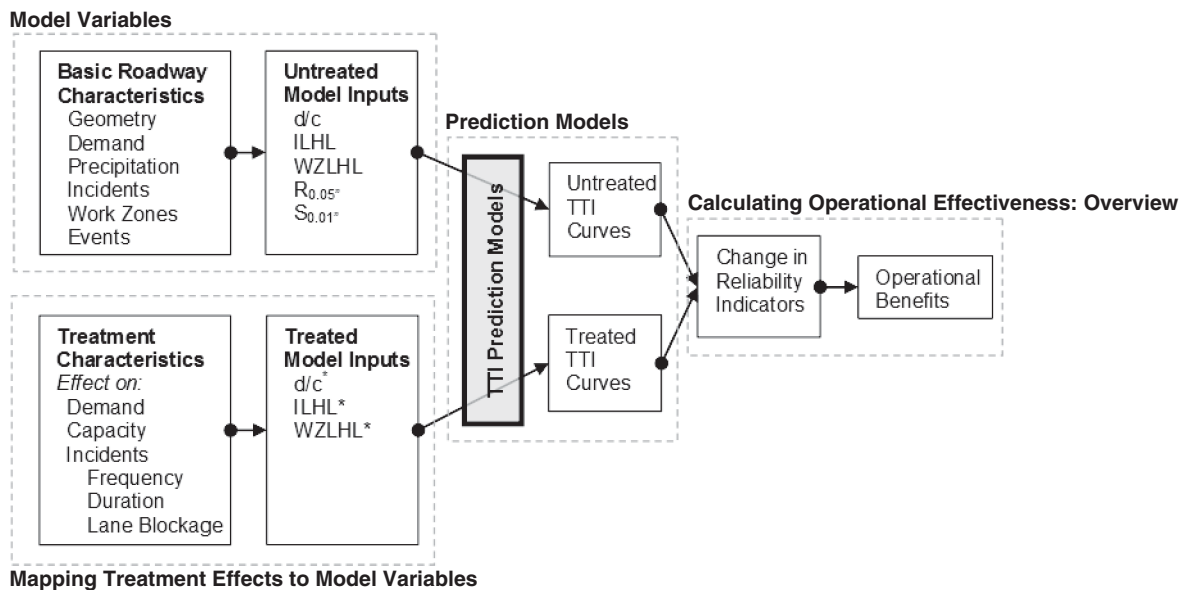 Model Variables
Basic Roadway
Characteristics
Geometry
Demand
Precipitation
Incidents
Work Zones
Events
Untreated
Model Inputs
d/c
ILHL
WZLHL
R0.05"
S0.01"
Prediction Models
TTI Prediction Models
Untreated
TTI
Curves
Treated
TTI
Curves
Calculating Operational Effectiveness: Overview
Change in
Reliability
Indicators
Operational
Benefits
Treatment
Characteristics
Effect on:
Demand
Capacity
Incidents
Frequency
Duration
Lane Blockage
Treated
Model Inputs
d/c*
ILHL*
WZLHL*
Mapping Treatment Effects to Model Variables